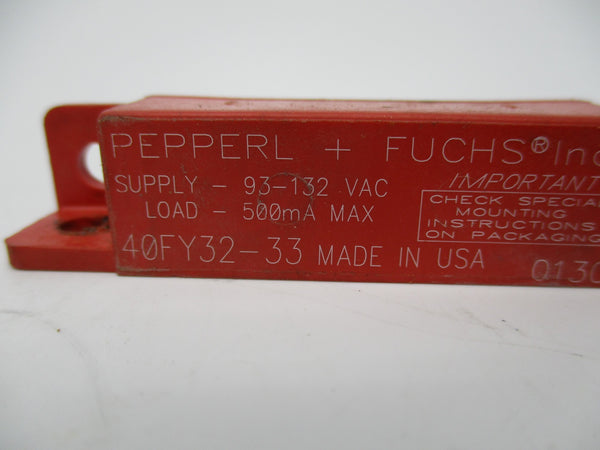 PEPPERL + FUCHS® Inc
SUPPLY - 93-132 VAC
LOAD - 500mA MAX
IMPORTANT
CHECK SPECIAL
MOUNTING
INSTRUCTIONS
ON PACKAGING
40FY32-33 MADE IN USA 0130